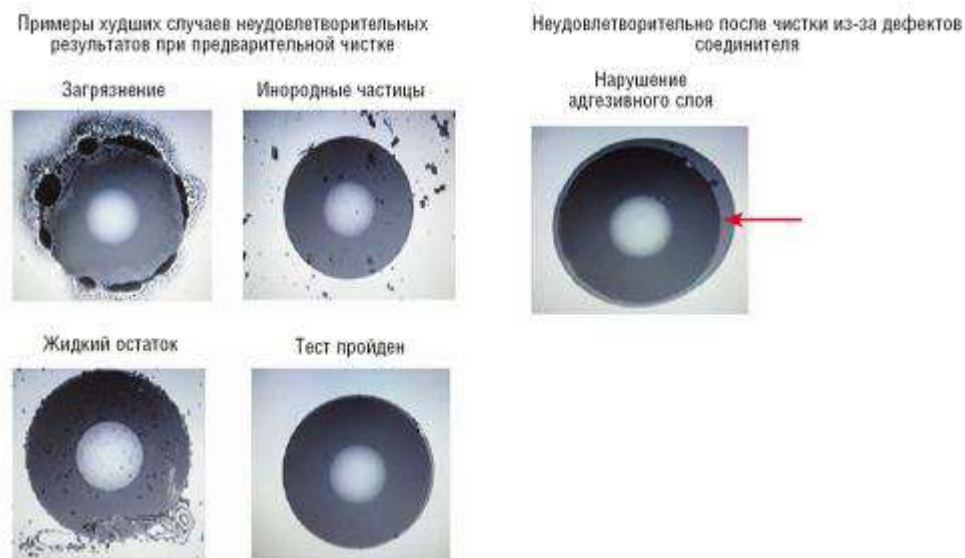 Примеры худших случаев неудовлетворительных
результатов при предварительной чистке
Загрязнение
Инородные частицы
Жидкий остаток
Тест пройден
Неудовлетворительно после чистки из-за дефектов
соединителя
Нарушение
адгезивного слоя